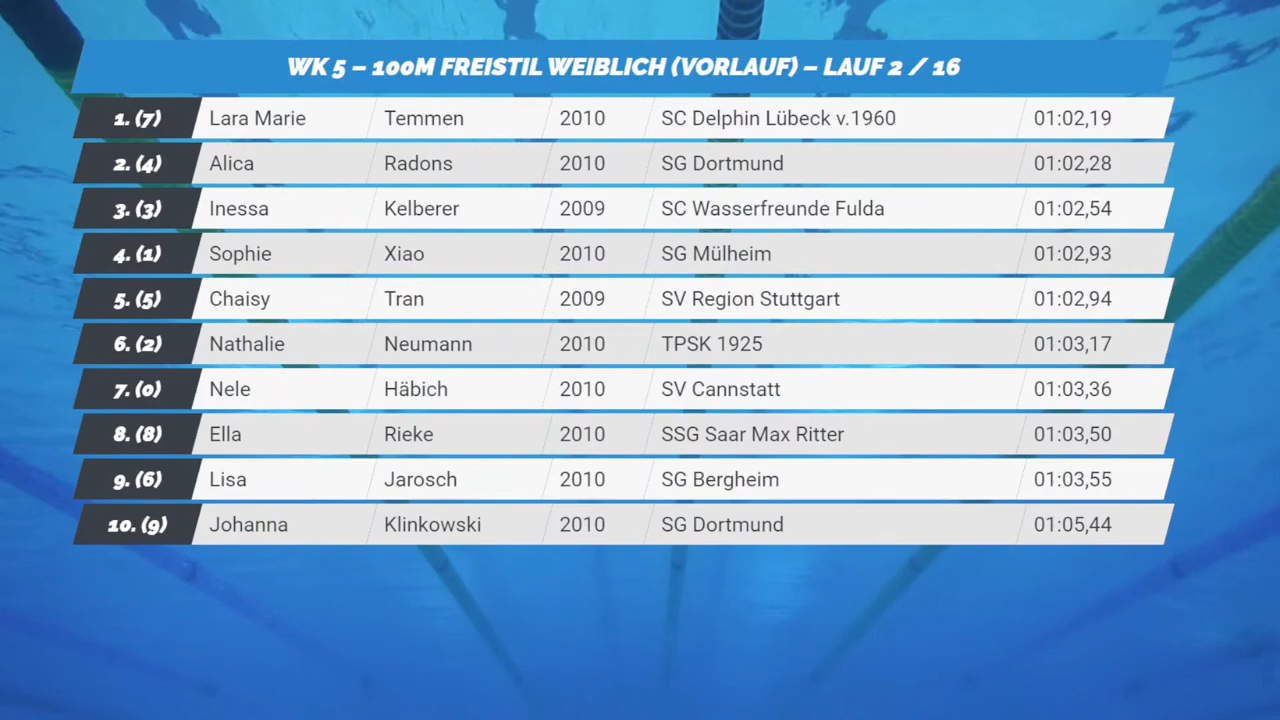 WK 5 – 100M FREISTIL WEIBLICH (VORLAUF) – LAUF 2 / 16
1. (7) Lara Marie Temmen 2010 SC Delphin Lübeck v.1960 01:02,19
2. (4) Alica Radons 2010 SG Dortmund 01:02,28
3. (3) Inessa Kelberer 2009 SC Wasserfreunde Fulda 01:02,54
4. (1) Sophie Xiao 2010 SG Mülheim 01:02,93
5. (5) Chaisy Tran 2009 SV Region Stuttgart 01:02,94
6. (2) Nathalie Neumann 2010 TPSK 1925 01:03,17
7. (0) Nele Häbich 2010 SV Cannstatt 01:03,36
8. (8) Ella Rieke 2010 SSG Saar Max Ritter 01:03,50
9. (6) Lisa Jarosch 2010 SG Bergheim 01:03,55
10. (9) Johanna Klinkowski 2010 SG Dortmund 01:05,44